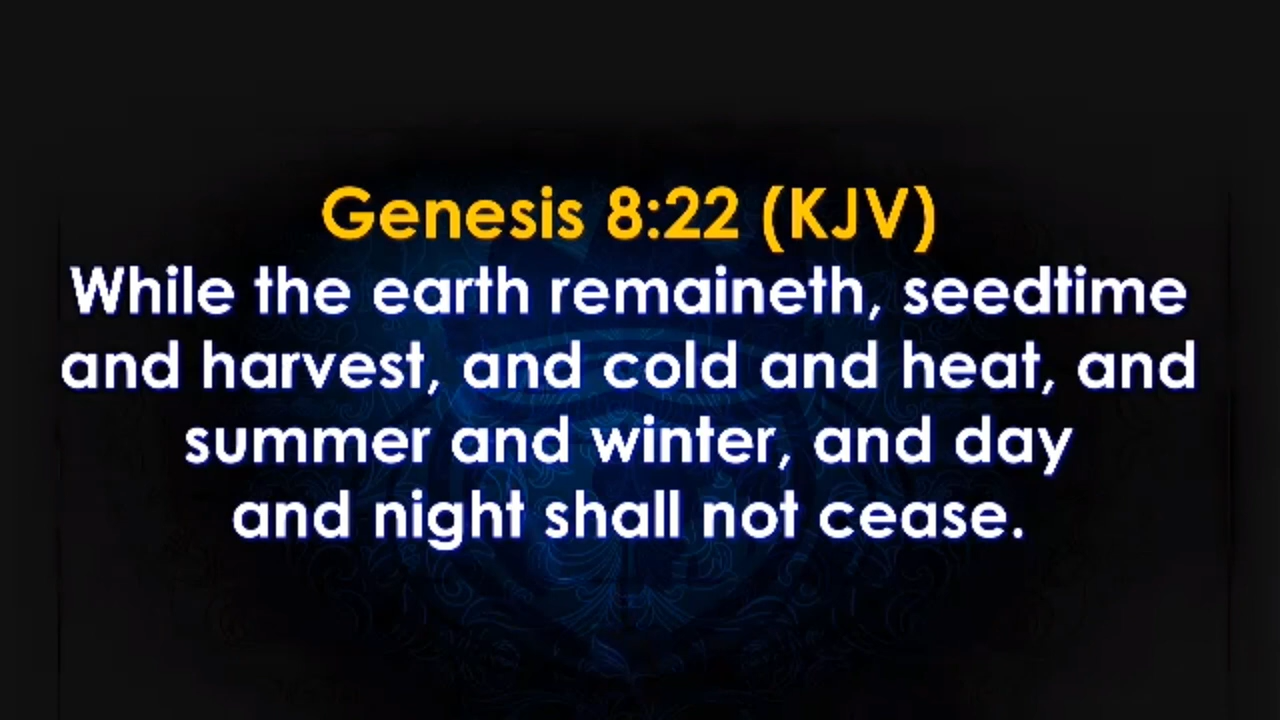 Genesis 8:22 (KJV)
While the earth remaineth, seedtime
and harvest, and cold and heat, and
summer and winter, and day
and night shall not cease.